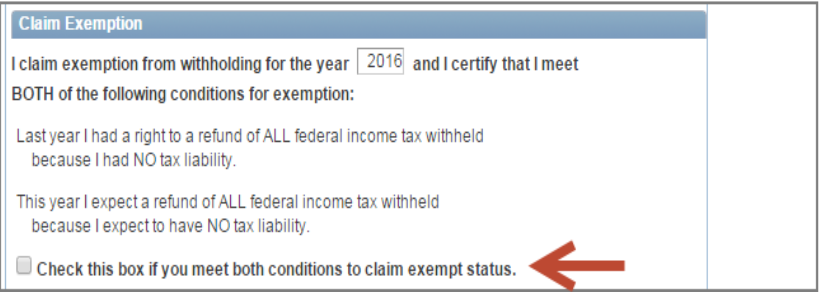 Claim Exemption
I claim exemption from withholding for the year 2016 and I certify that I meet
BOTH of the following conditions for exemption:
Last year I had a right to a refund of ALL federal income tax withheld
because I had NO tax liability.
This year I expect a refund of ALL federal income tax withheld
because I expect to have NO tax liability.
Check this box if you meet both conditions to claim exempt status.